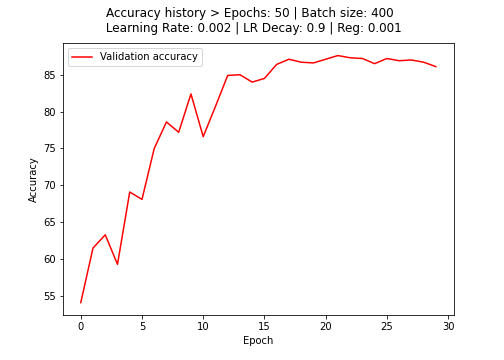 Accuracy history > Epochs: 50 | Batch size: 400
Learning Rate: 0.002 | LR Decay: 0.9 | Reg: 0.001
Validation accuracy
85
80
75
70
65
60
55
Accuracy
0 5 10 15 20 25 30
Epoch